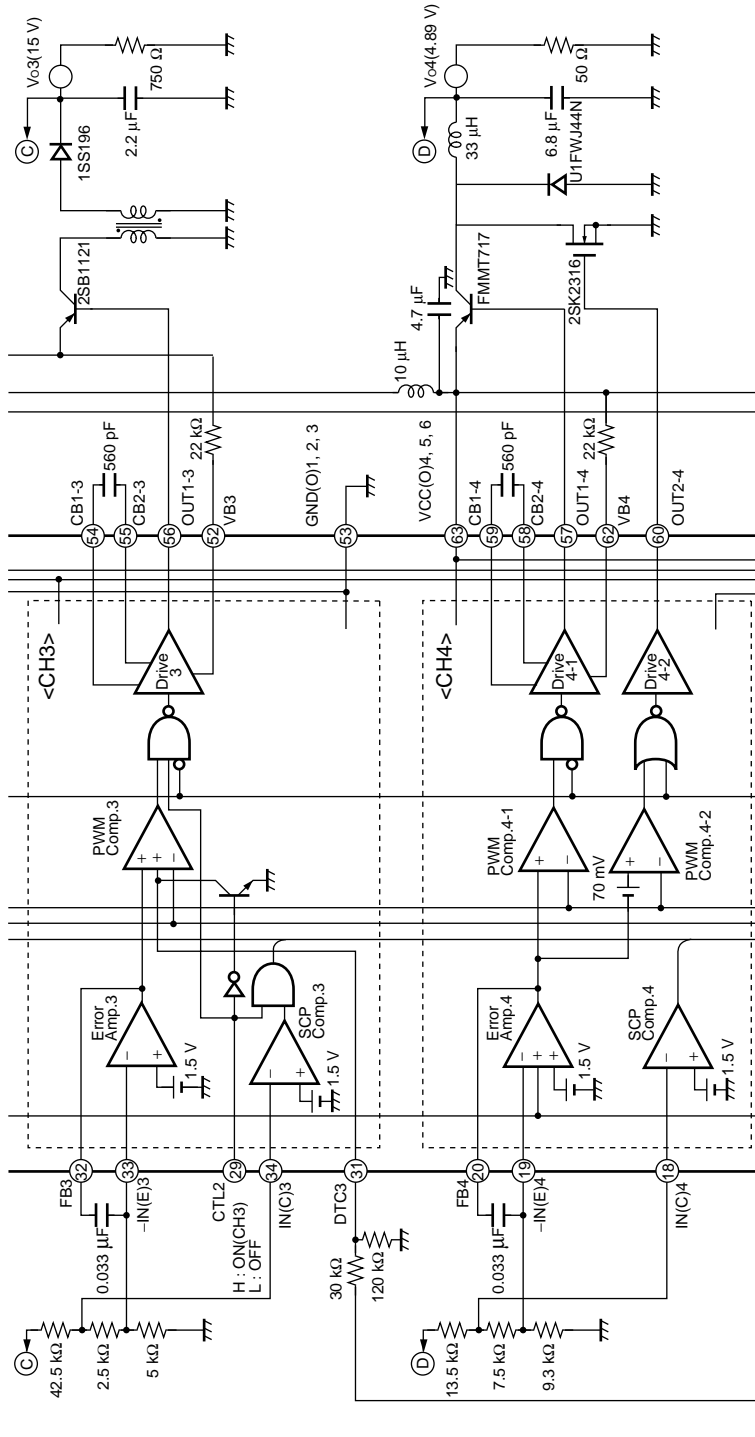 C
42.5 kΩ
2.5 kΩ
5 kΩ
0.033 µF
FB3
32
33
–IN(E)3
CTL2
29
H : ON(CH3)
L : OFF
34
IN(C)3
DTC3
31
30 kΩ
120 kΩ
<CH3>
Error
Amp.3
–
+
1.5 V
SCP
Comp.3
–
+
1.5 V
PWM
Comp.3
+
+
–
Drive
3
54
CB1-3
560 pF
55
CB2-3
56
OUT1-3
52
VB3
22 kΩ
GND(O)1, 2, 3
53
2SB1121
1SS196
C
VO3(15 V)
2.2 µF
750 Ω
D
13.5 kΩ
7.5 kΩ
9.3 kΩ
0.033 µF
FB4
20
19
–IN(E)4
18
IN(C)4
<CH4>
Error
Amp.4
–
+
+
1.5 V
SCP
Comp.4
–
+
1.5 V
PWM
Comp.4-1
+
–
70 mV
PWM
Comp.4-2
+
–
Drive
4-1
Drive
4-2
VCC(O)4, 5, 6
63
59
CB1-4
560 pF
58
CB2-4
57
OUT1-4
62
VB4
22 kΩ
60
OUT2-4
10 µH
4.7 µF
FMMT717
2SK2316
U1FWJ44N
33 µH
D
VO4(4.89 V)
6.8 µF
50 Ω